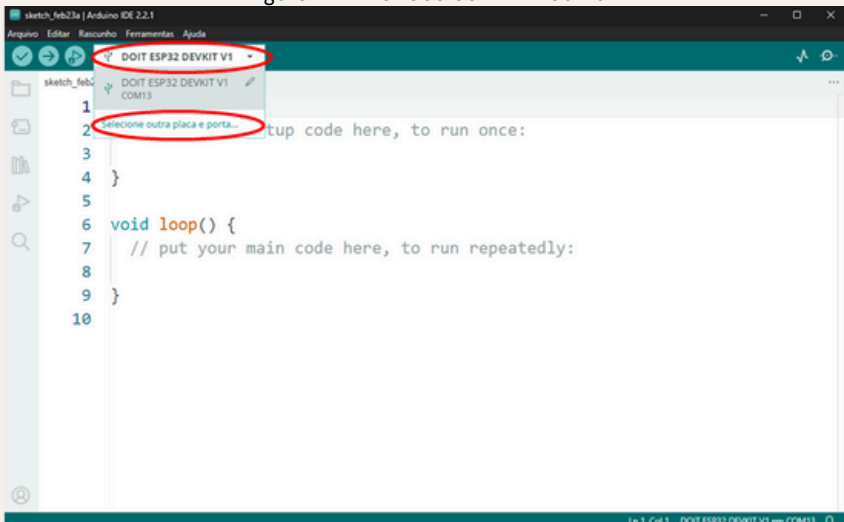 sketch_feb23a | Arduino IDE 2.2.1
Arquivo Editar Rascunho Ferramentas Ajuda
DOIT ESP32 DEVKIT V1
DOIT ESP32 DEVKIT V1
COM13
Selecione outra placa e porta...
1
2 tup code here, to run once:
3
4 }
5
6 void loop() {
7 // put your main code here, to run repeatedly:
8
9 }
10
Ln 1, Col 1 DOIT ESP32 DEVKIT V1 em COM13